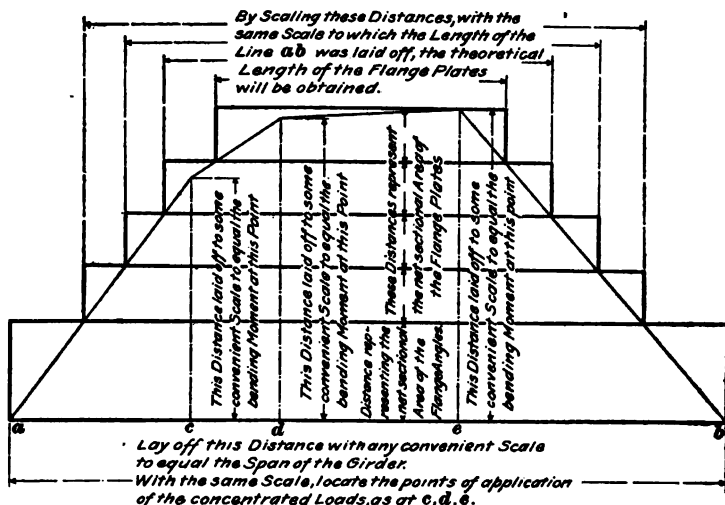 By Scaling these Distances, with the
same Scale to which the Length of the
Line ab was laid off, the theoretical
Length of the Flange Plates
will be obtained.
This Distance laid off to some
convenient Scale to equal the
bending Moment at this Point
This Distance laid off to some
convenient Scale to equal the
bending Moment at this Point
These Distances represent
the net sectional Area of
the Flange Plates
Distance rep-
resenting the
net sectional
Area of the
Flange Angles.
This Distance laid off to some
convenient Scale to equal the
bending Moment at this point
a
c
d
e
b
Lay off this Distance with any convenient Scale
to equal the Span of the Girder.
With the same Scale, locate the points of application
of the concentrated Loads, as at c.d.e.